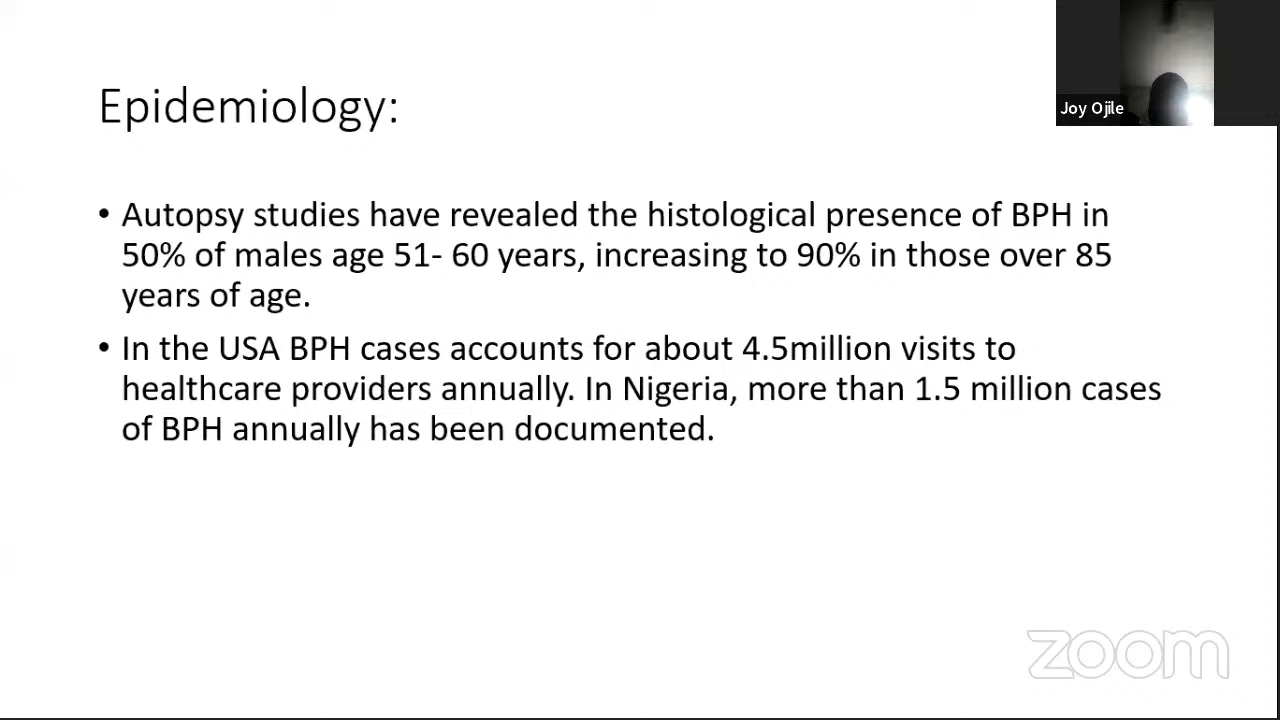 Joy Ojile
Epidemiology:
• Autopsy studies have revealed the histological presence of BPH in
50% of males age 51- 60 years, increasing to 90% in those over 85
years of age.
• In the USA BPH cases accounts for about 4.5million visits to
healthcare providers annually. In Nigeria, more than 1.5 million cases
of BPH annually has been documented.
zoom